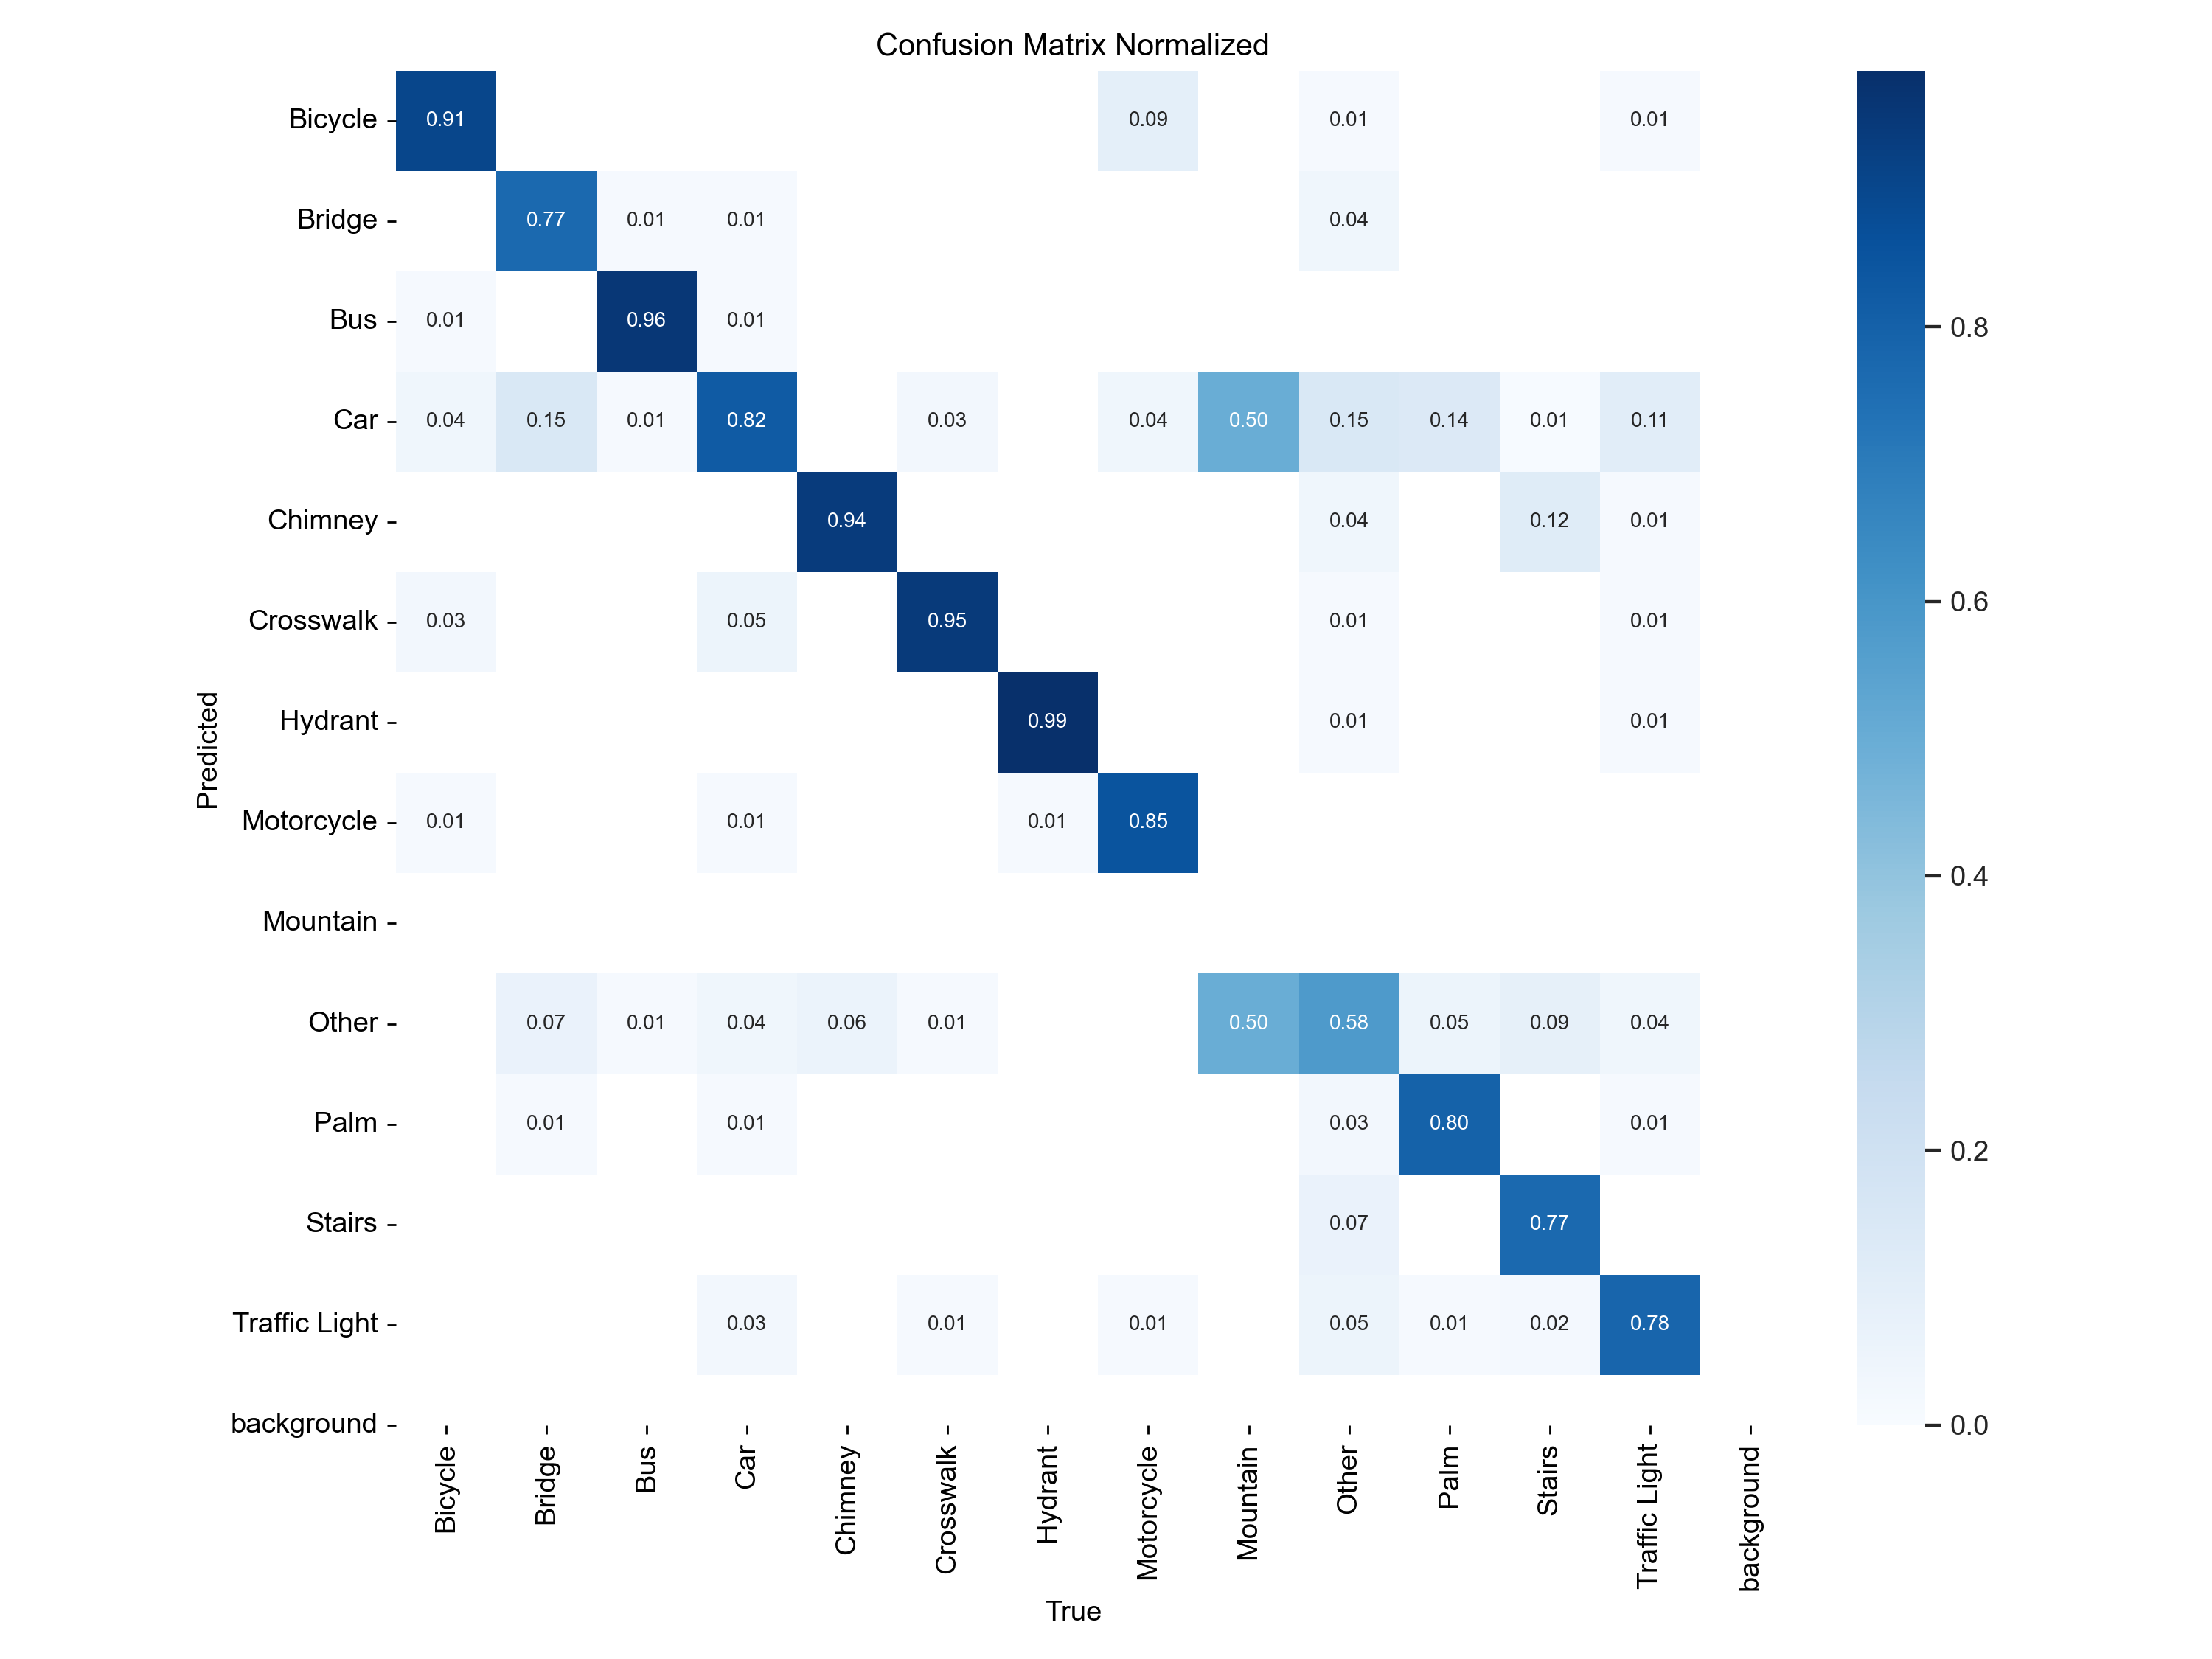 Confusion Matrix Normalized
Bicycle 0.91 0.09 0.01 0.01
Bridge 0.77 0.01 0.01 0.04
Bus 0.01 0.96 0.01
0.8
Car 0.04 0.15 0.01 0.82 0.03 0.04 0.50 0.15 0.14 0.01 0.11
Chimney 0.94 0.04 0.12 0.01
0.6
Crosswalk 0.03 0.05 0.95 0.01 0.01
Hydrant 0.99 0.01 0.01
Predicted
Motorcycle 0.01 0.01 0.01 0.85
0.4
Mountain
Other 0.07 0.01 0.04 0.06 0.01 0.50 0.58 0.05 0.09 0.04
Palm 0.01 0.01 0.03 0.80 0.01
0.2
Stairs 0.07 0.77
Traffic Light 0.03 0.01 0.01 0.05 0.01 0.02 0.78
background
0.0
Bicycle
Bridge
Bus
Car
Chimney
Crosswalk
Hydrant
Motorcycle
Mountain
Other
Palm
Stairs
Traffic Light
background
True